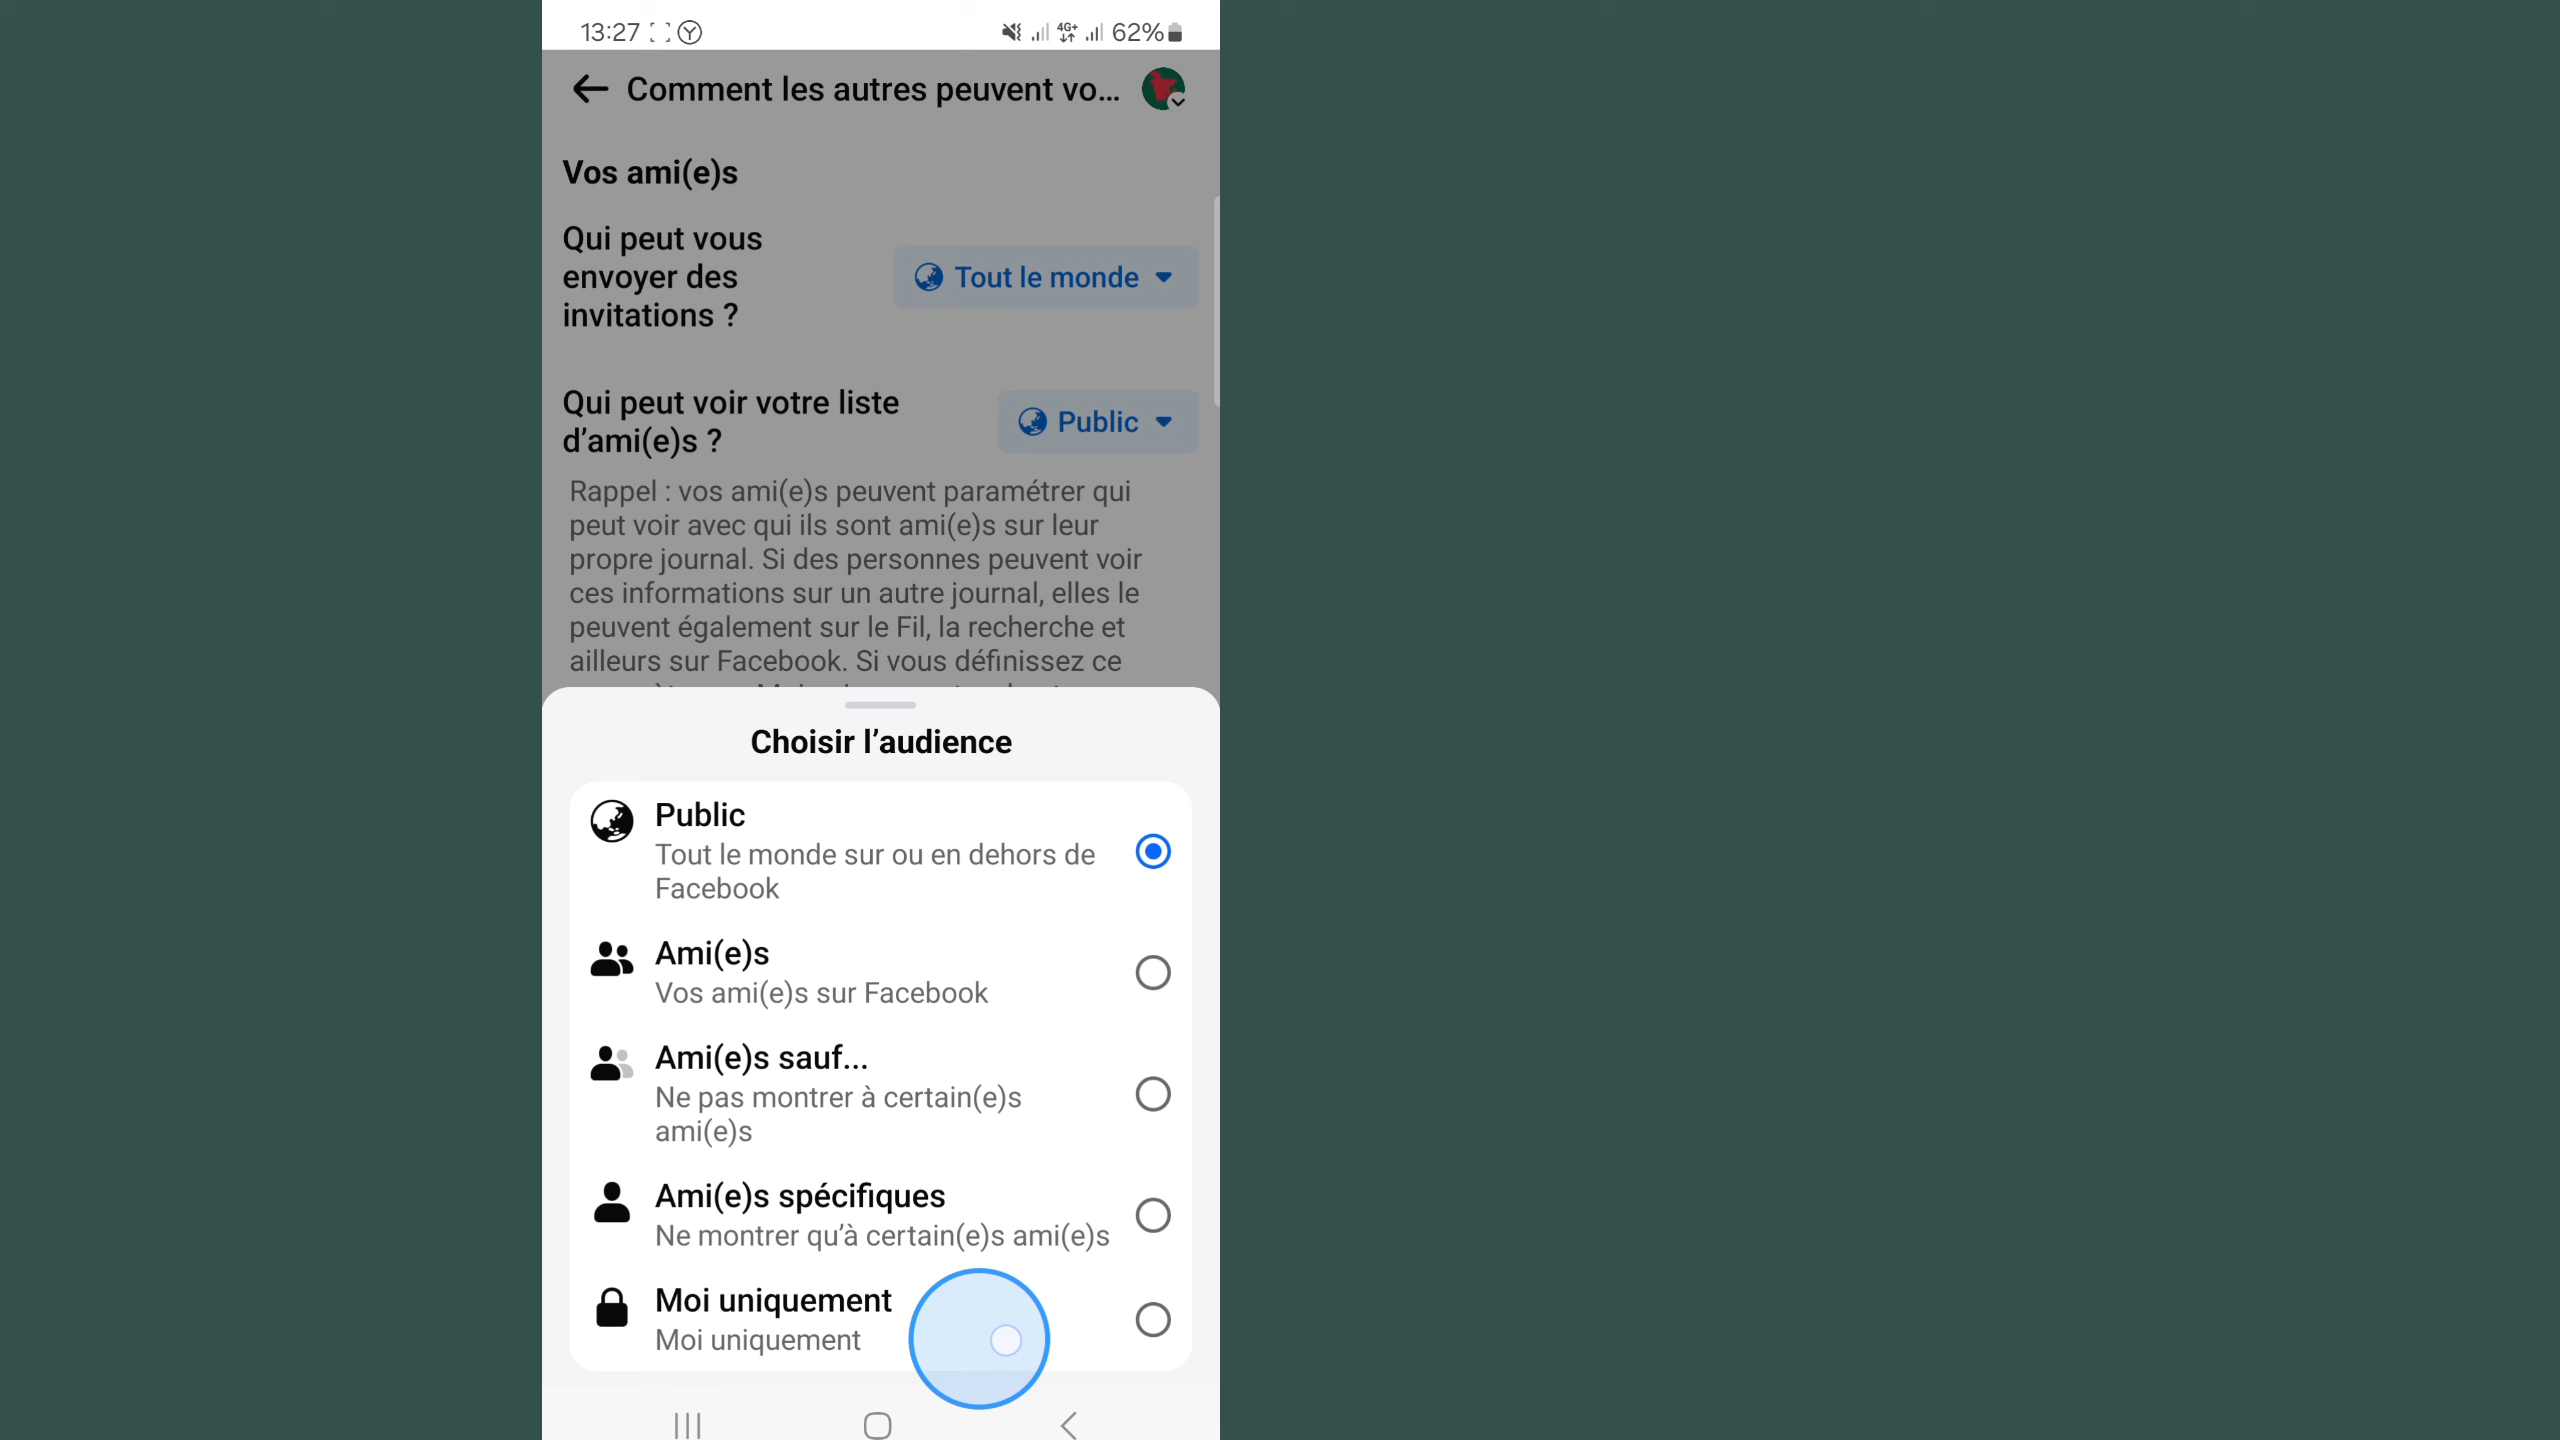 13:27 4G+ 62%
Comment les autres peuvent vo...
Vos ami(e)s
Qui peut vous
envoyer des
invitations ?
Tout le monde
Qui peut voir votre liste
d’ami(e)s ?
Public
Rappel : vos ami(e)s peuvent paramétrer qui
peut voir avec qui ils sont ami(e)s sur leur
propre journal. Si des personnes peuvent voir
ces informations sur un autre journal, elles le
peuvent également sur le Fil, la recherche et
ailleurs sur Facebook. Si vous définissez ce
Choisir l’audience
Public
Tout le monde sur ou en dehors de
Facebook
Ami(e)s
Vos ami(e)s sur Facebook
Ami(e)s sauf...
Ne pas montrer à certain(e)s
ami(e)s
Ami(e)s spécifiques
Ne montrer qu’à certain(e)s ami(e)s
Moi uniquement
Moi uniquement